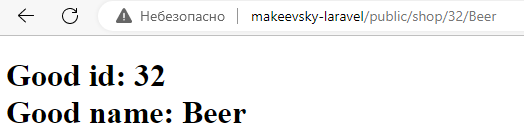 Небезопасно | makeevsky-laravel/public/shop/32/Beer
Good id: 32
Good name: Beer